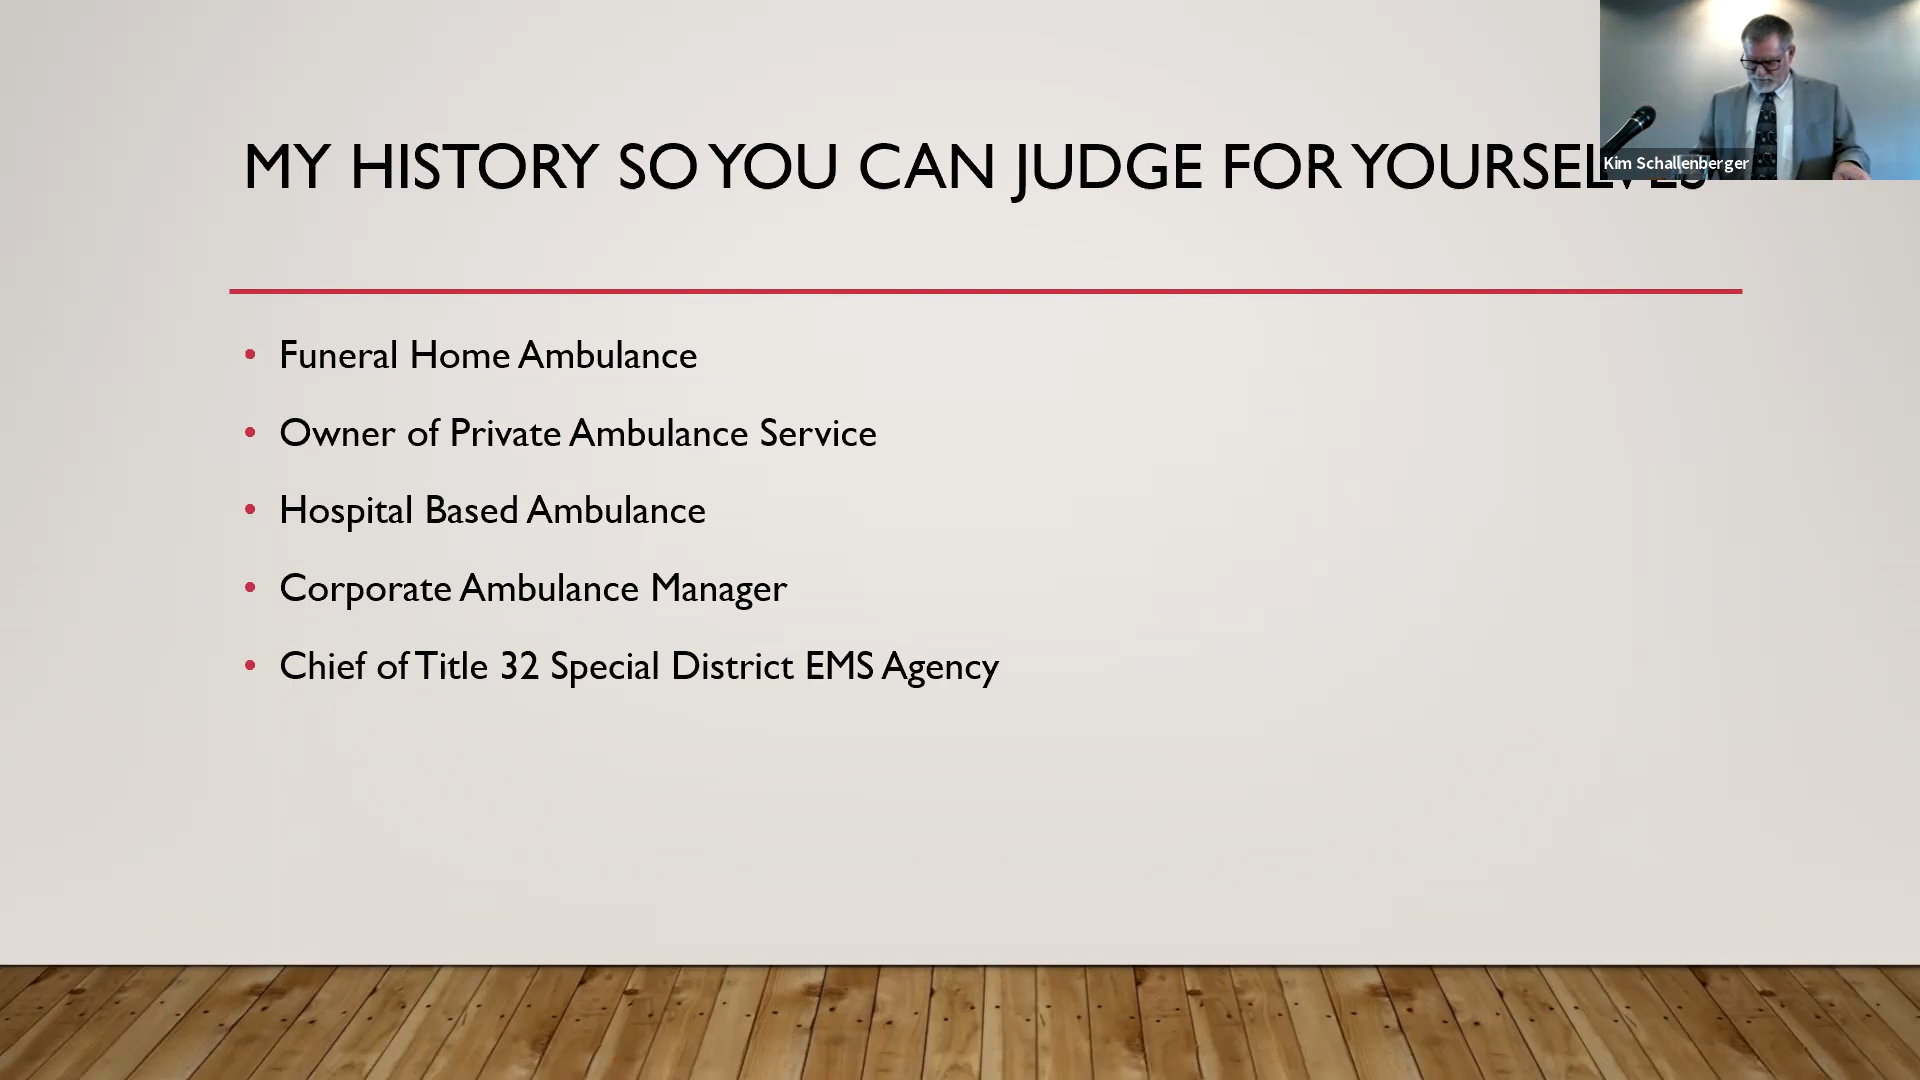 MY HISTORY SO YOU CAN JUDGE FOR YOURSELVES
Kim Schallenberger
• Funeral Home Ambulance
• Owner of Private Ambulance Service
• Hospital Based Ambulance
• Corporate Ambulance Manager
• Chief of Title 32 Special District EMS Agency